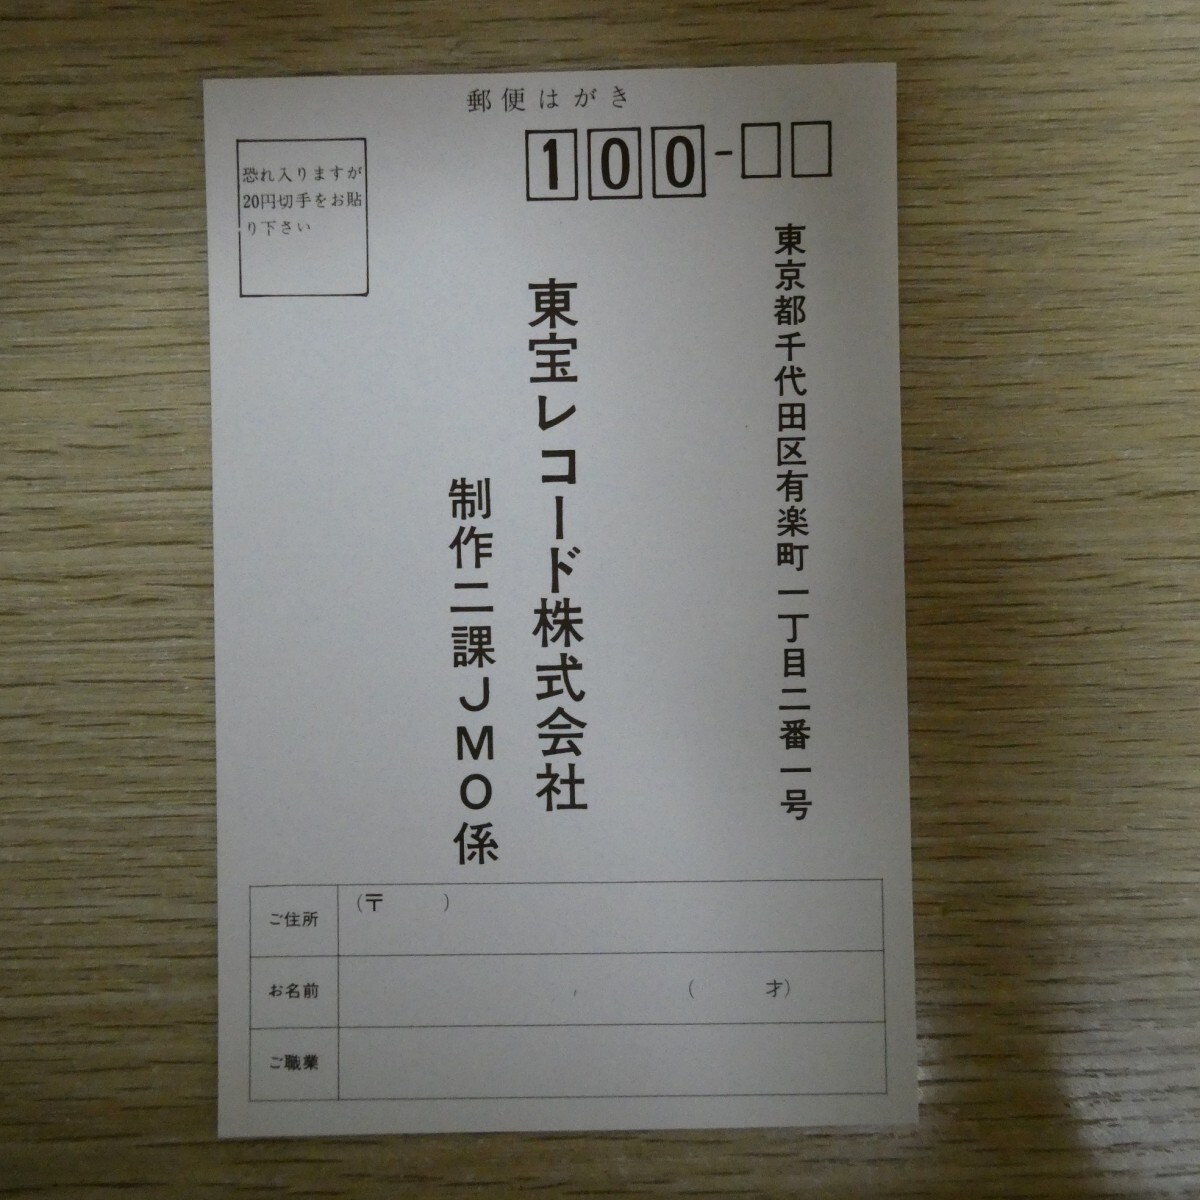 郵便はがき
恐れ入りますが
20円切手をお貼
り下さい
100-
東京都千代田区有楽町一丁目二番一号
東宝レコード株式会社
制作二課JMO係
ご住所 (〒 )
お名前 ( 才)
ご職業